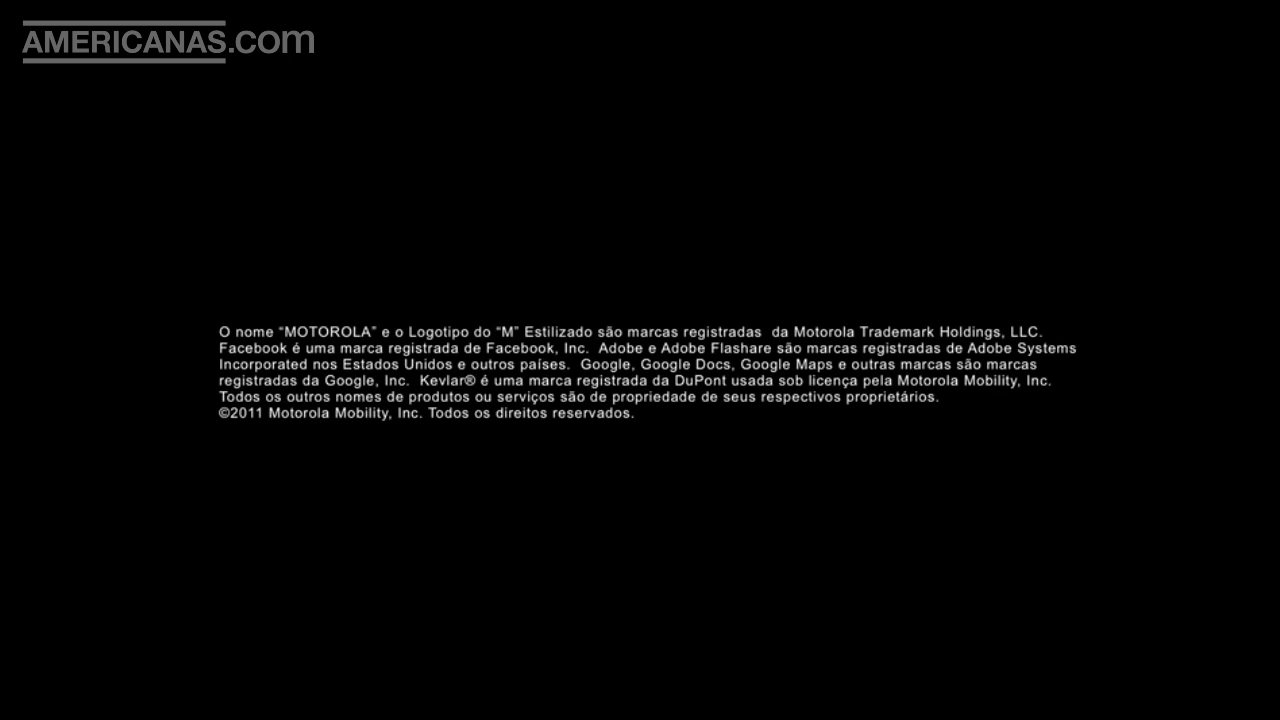 AMERICANAS.com
O nome “MOTOROLA” e o Logotipo do “M” Estilizado são marcas registradas da Motorola Trademark Holdings, LLC.
Facebook é uma marca registrada de Facebook, Inc. Adobe e Adobe Flashare são marcas registradas de Adobe Systems
Incorporated nos Estados Unidos e outros países. Google, Google Docs, Google Maps e outras marcas são marcas
registradas da Google, Inc. Kevlar® é uma marca registrada da DuPont usada sob licença pela Motorola Mobility, Inc.
Todos os outros nomes de produtos ou serviços são de propriedade de seus respectivos proprietários.
©2011 Motorola Mobility, Inc. Todos os direitos reservados.